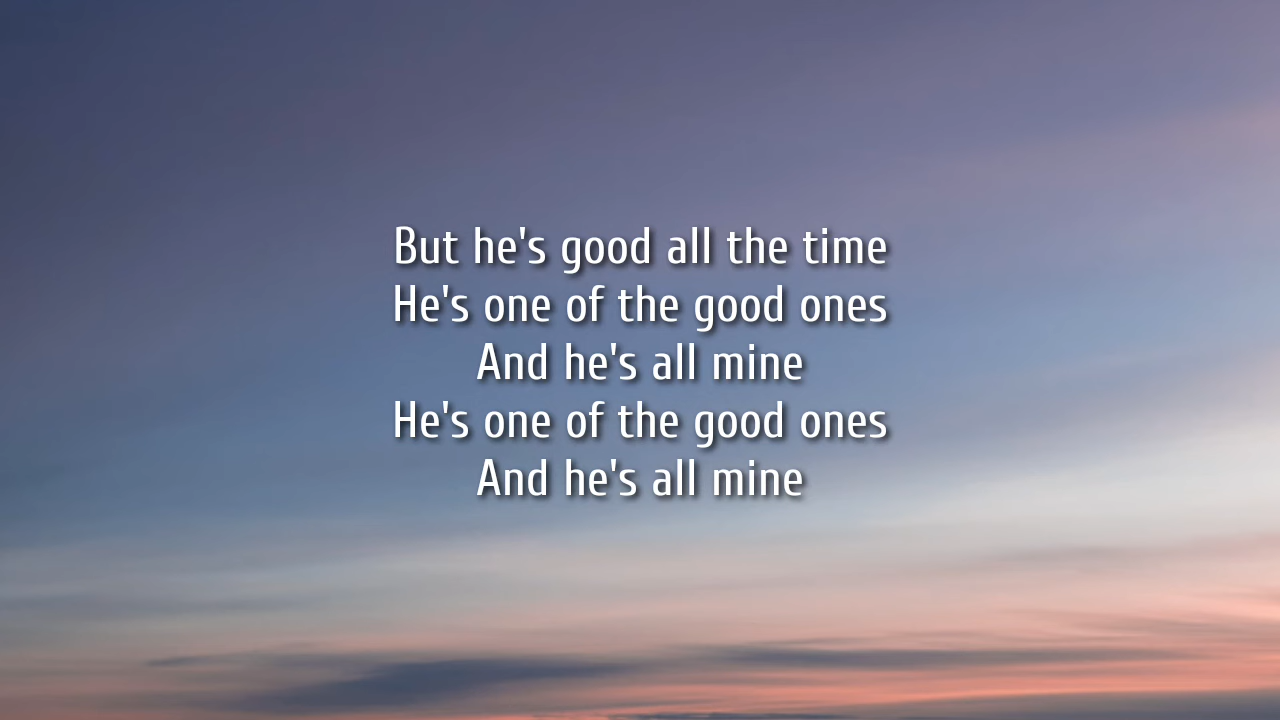 But he's good all the time
He's one of the good ones
And he's all mine
He's one of the good ones
And he's all mine